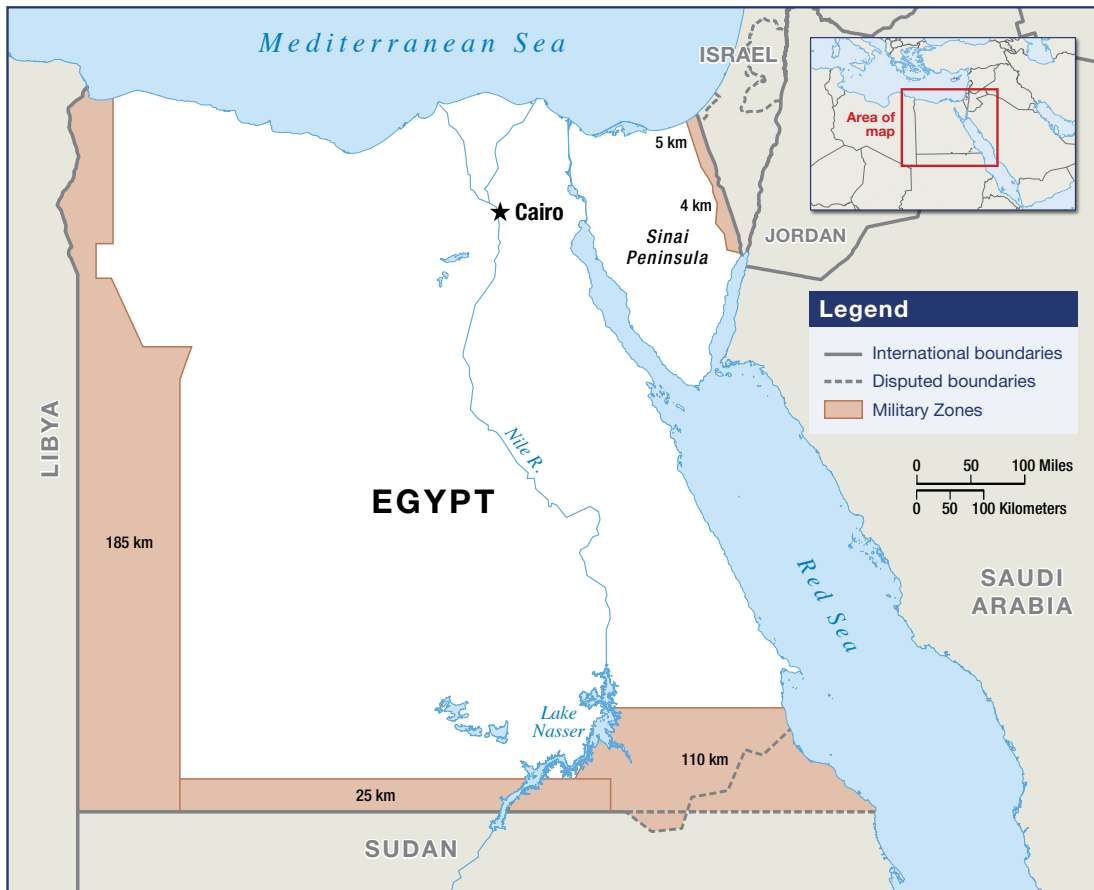 Mediterranean Sea
ISRAEL
Area of
map
5 km
4 km
Cairo
Sinai
Peninsula
JORDAN
Legend
International boundaries
Disputed boundaries
Military Zones
LIBYA
Nile R.
0 50 100 Miles
0 50 100 Kilometers
EGYPT
185 km
Red Sea
SAUDI
ARABIA
Lake
Nasser
110 km
25 km
SUDAN